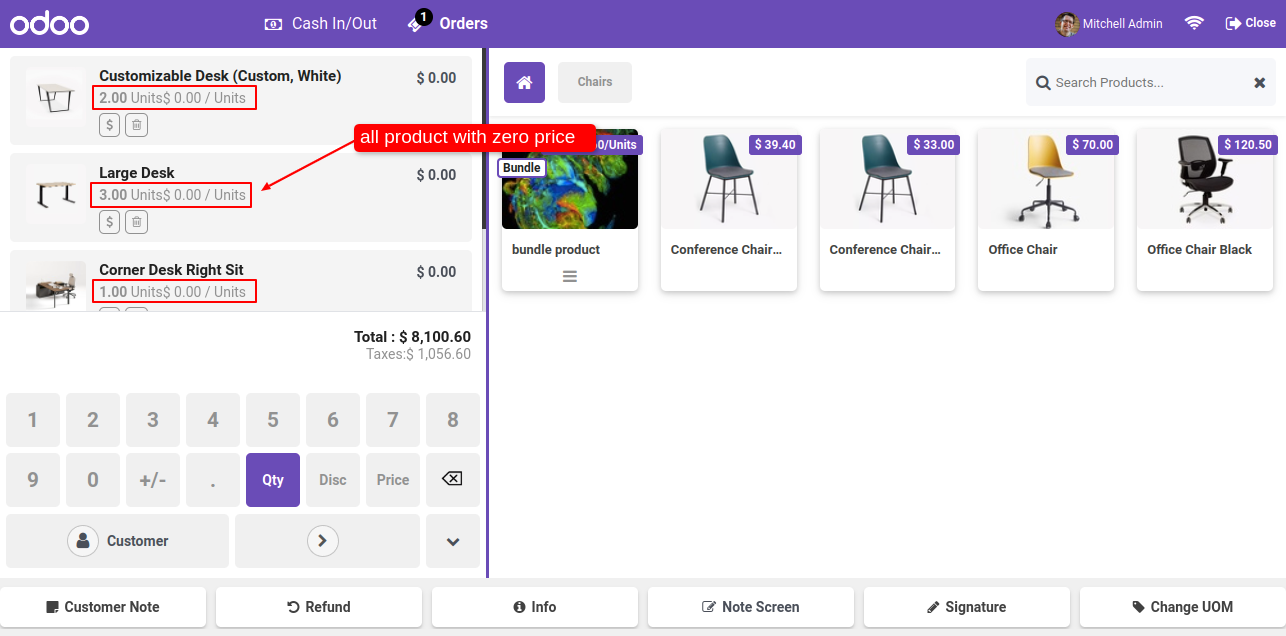 odoo
Cash In/Out
1
Orders
Mitchell Admin
Close
Customizable Desk (Custom, White)
$ 0.00
2.00 Units$ 0.00 / Units
$
Large Desk
$ 0.00
3.00 Units$ 0.00 / Units
$
Corner Desk Right Sit
$ 0.00
1.00 Units$ 0.00 / Units
all product with zero price
Total : $ 8,100.60
Taxes:$ 1,056.60
1 2 3 4 5 6 7 8
9 0 +/- . Qty Disc Price
Customer
Chairs
Search Products...
0/Units
Bundle
bundle product
$ 39.40
Conference Chair...
$ 33.00
Conference Chair...
$ 70.00
Office Chair
$ 120.50
Office Chair Black
Customer Note
Refund
Info
Note Screen
Signature
Change UOM